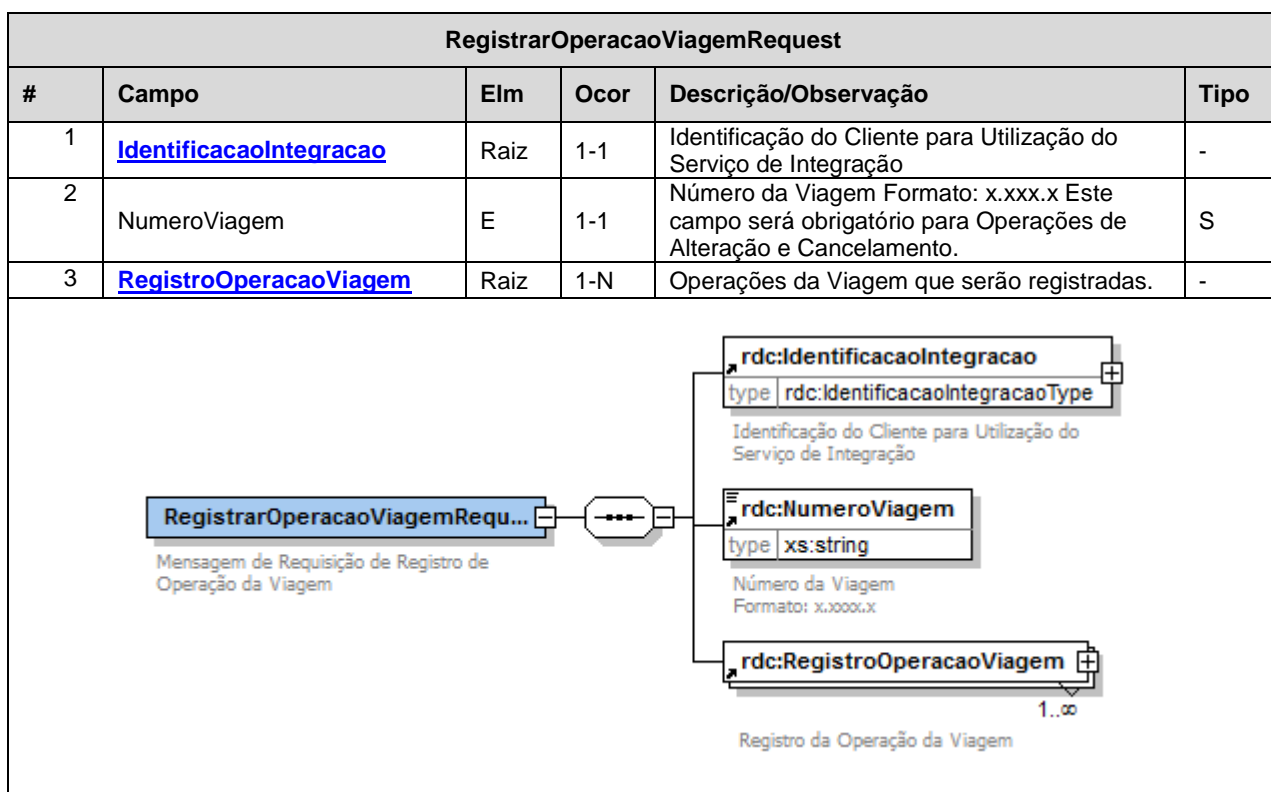 RegistrarOperacaoViagemRequest
# Campo Elm Ocor Descrição/Observação Tipo
1 IdentificacaoIntegracao Raiz 1-1 Identificação do Cliente para Utilização do
Serviço de Integração -
2 NumeroViagem E 1-1 Número da Viagem Formato: x.xxx.x Este
campo será obrigatório para Operações de
Alteração e Cancelamento. S
3 RegistroOperacaoViagem Raiz 1-N Operações da Viagem que serão registradas. -
rdc:IdentificacaoIntegracao
type rdc:IdentificacaoIntegracaoType
Identificação do Cliente para Utilização do
Serviço de Integração
RegistrarOperacaoViagemRequ...
Mensagem de Requisição de Registro de
Operação da Viagem
rdc:NumeroViagem
type xs:string
Número da Viagem
Formato: x.xxxx.x
rdc:RegistroOperacaoViagem
1..∞
Registro da Operação da Viagem